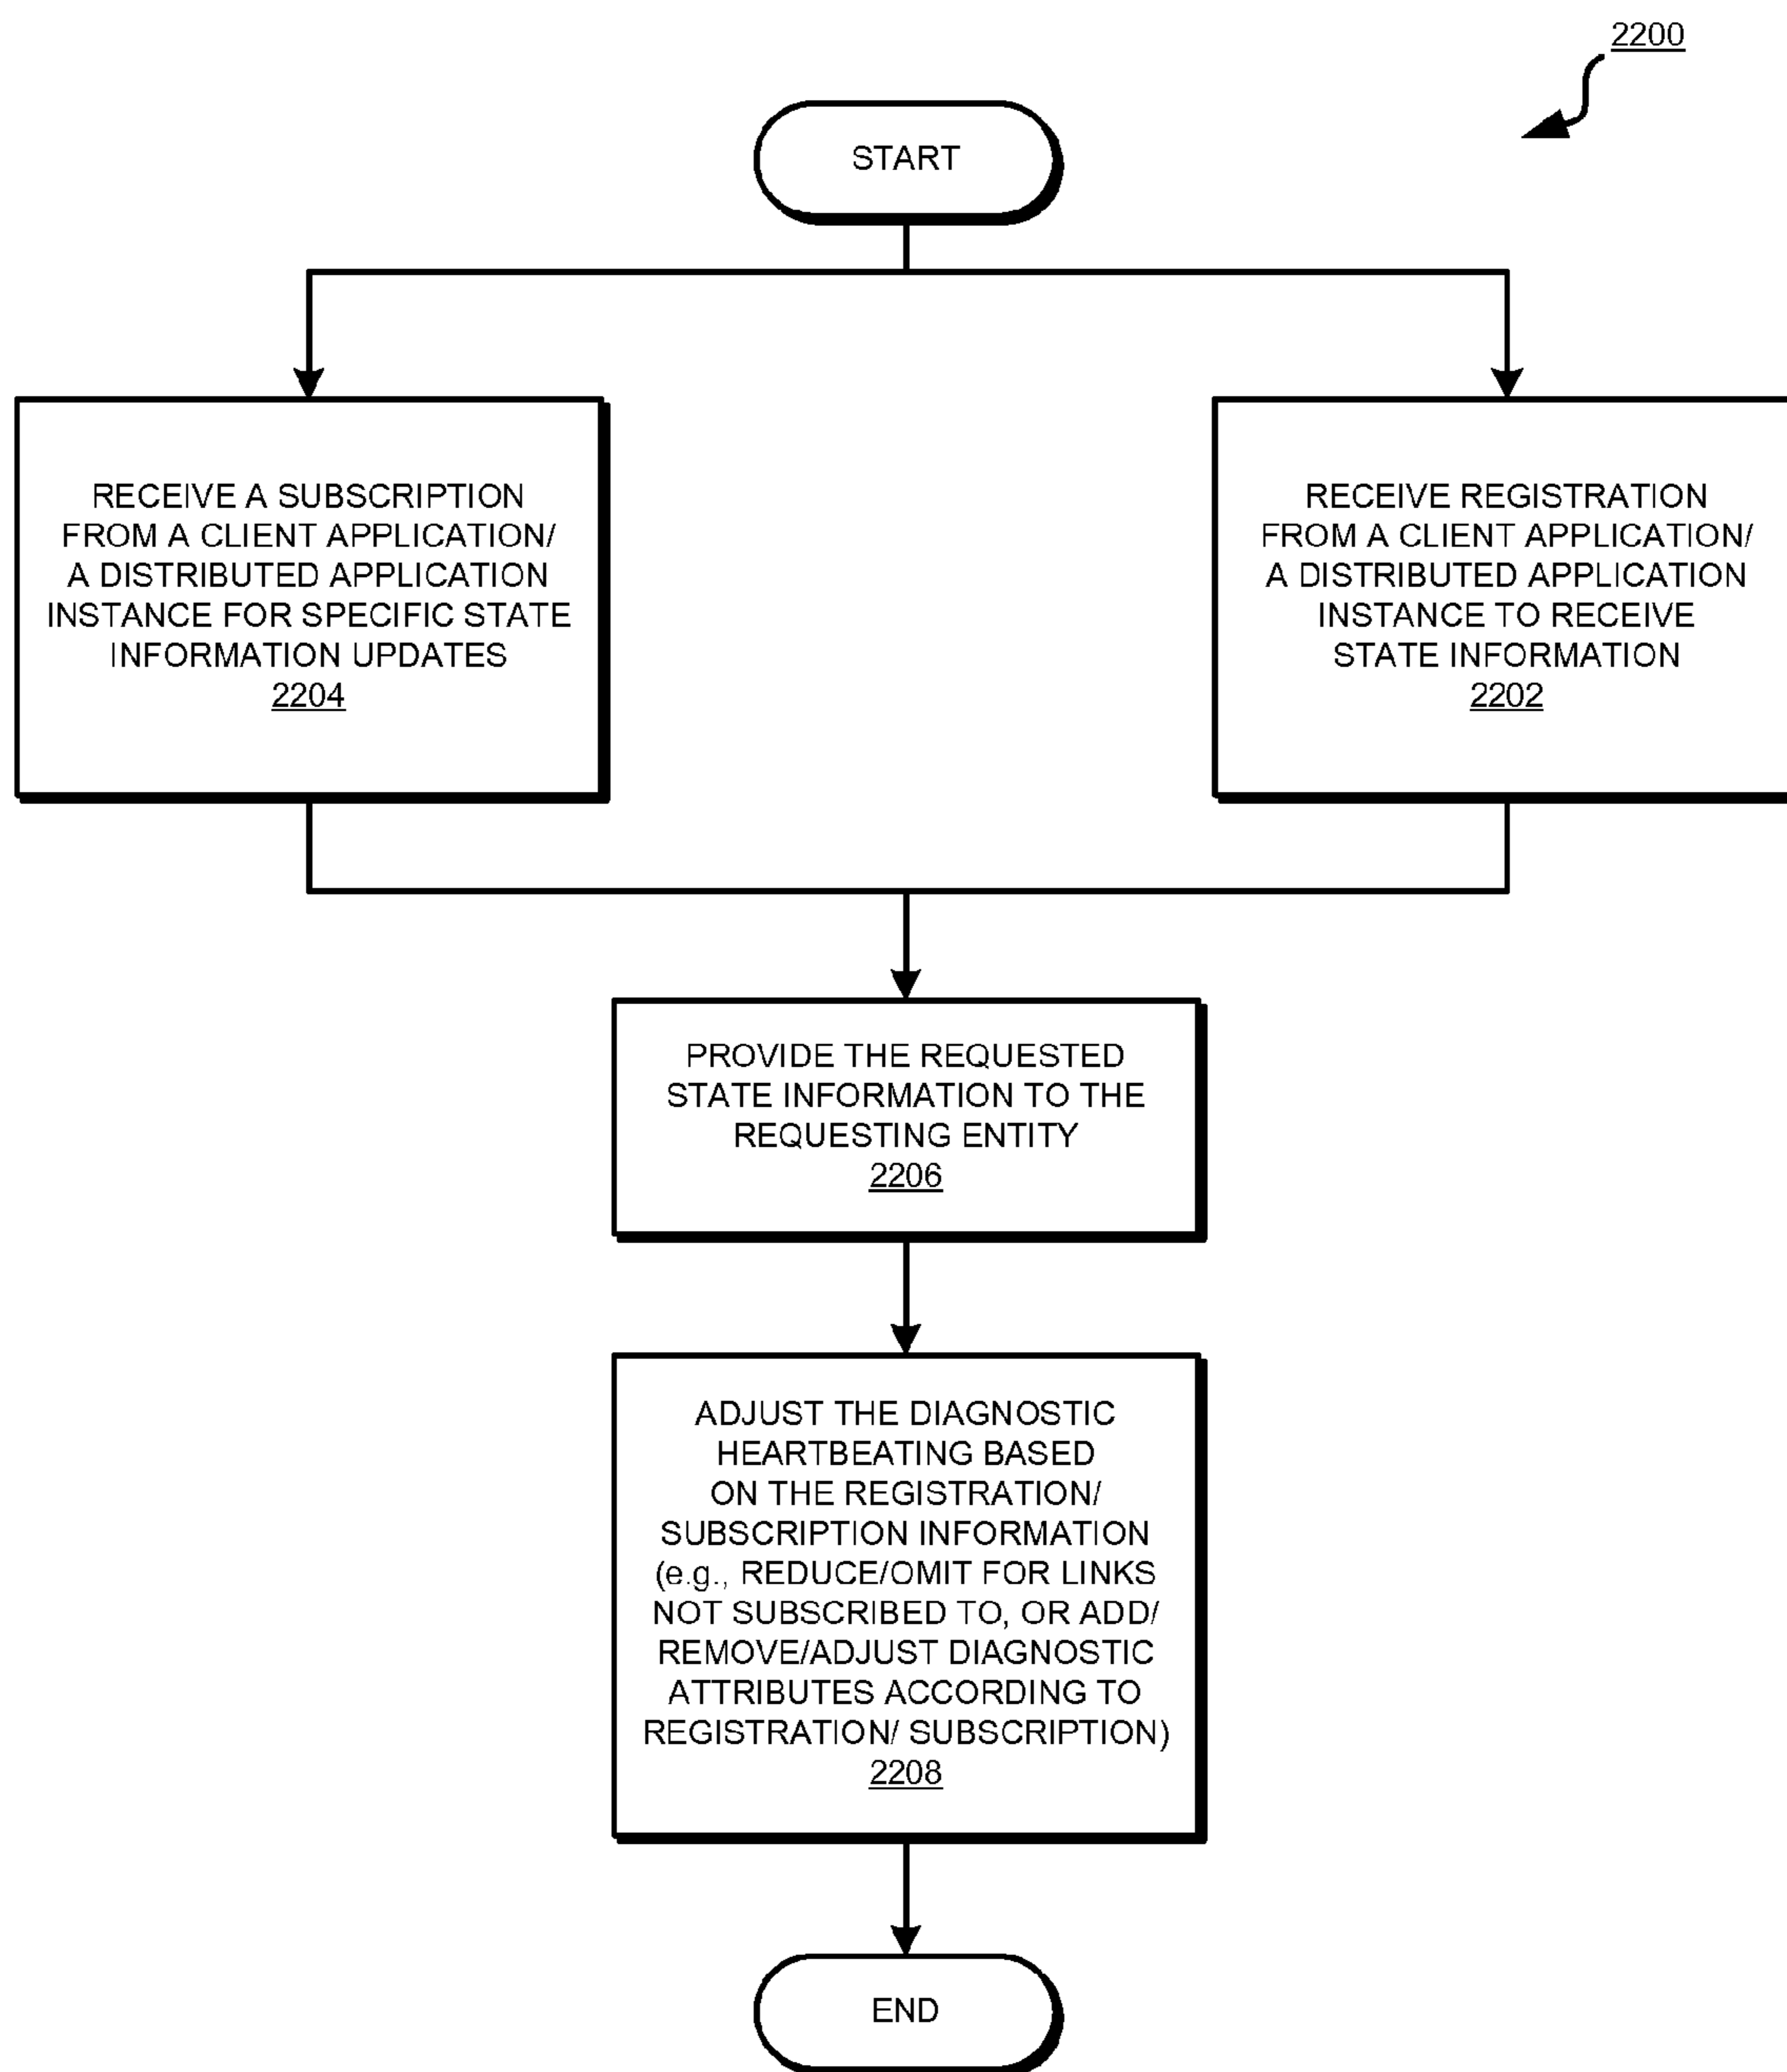 2200
START
RECEIVE A SUBSCRIPTION
FROM A CLIENT APPLICATION/
A DISTRIBUTED APPLICATION
INSTANCE FOR SPECIFIC STATE
INFORMATION UPDATES
2204
RECEIVE REGISTRATION
FROM A CLIENT APPLICATION/
A DISTRIBUTED APPLICATION
INSTANCE TO RECEIVE
STATE INFORMATION
2202
PROVIDE THE REQUESTED
STATE INFORMATION TO THE
REQUESTING ENTITY
2206
ADJUST THE DIAGNOSTIC
HEARTBEATING BASED
ON THE REGISTRATION/
SUBSCRIPTION INFORMATION
(e.g., REDUCE/OMIT FOR LINKS
NOT SUBSCRIBED TO, OR ADD/
REMOVE/ADJUST DIAGNOSTIC
ATTRIBUTES ACCORDING TO
REGISTRATION/ SUBSCRIPTION)
2208
END